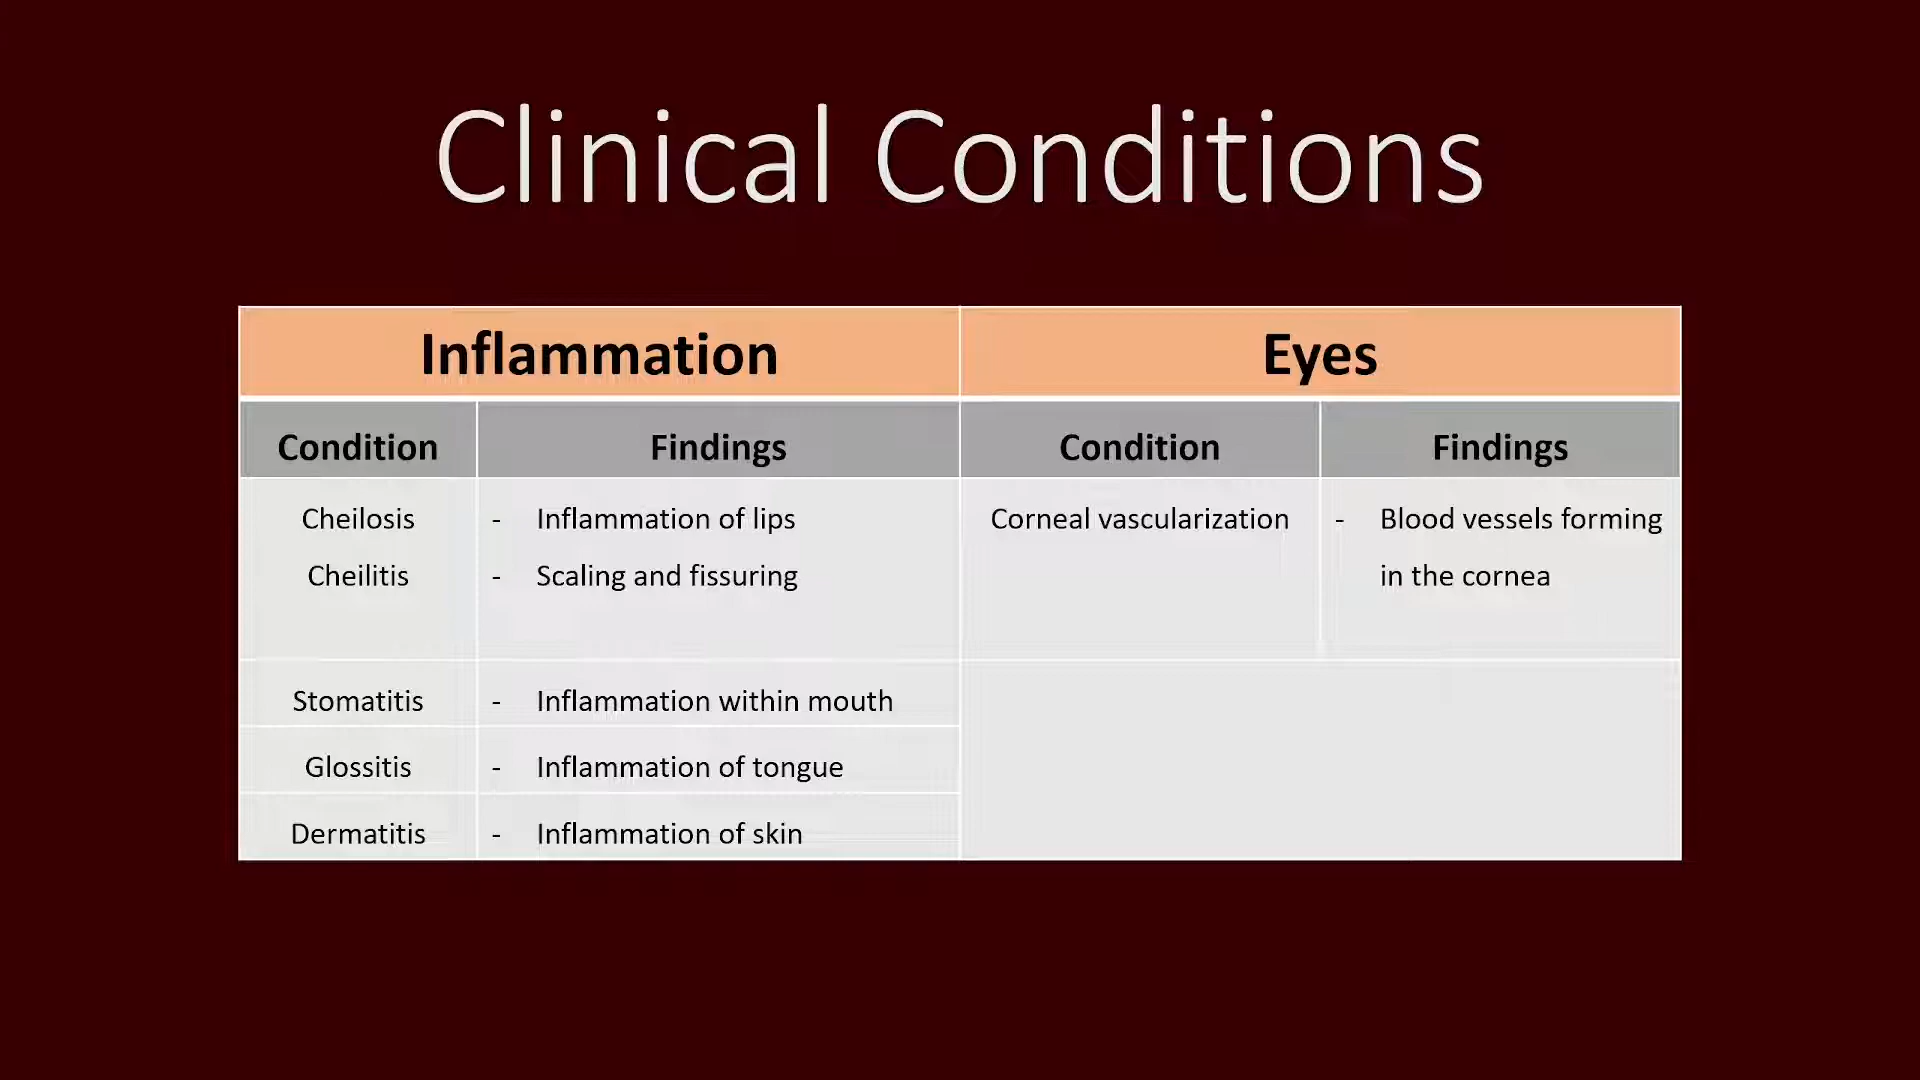 Clinical Conditions
Inflammation
Eyes
Condition
Findings
Condition
Findings
Cheilosis
Cheilitis
- Inflammation of lips
- Scaling and fissuring
Corneal vascularization
- Blood vessels forming
in the cornea
Stomatitis
- Inflammation within mouth
Glossitis
- Inflammation of tongue
Dermatitis
- Inflammation of skin